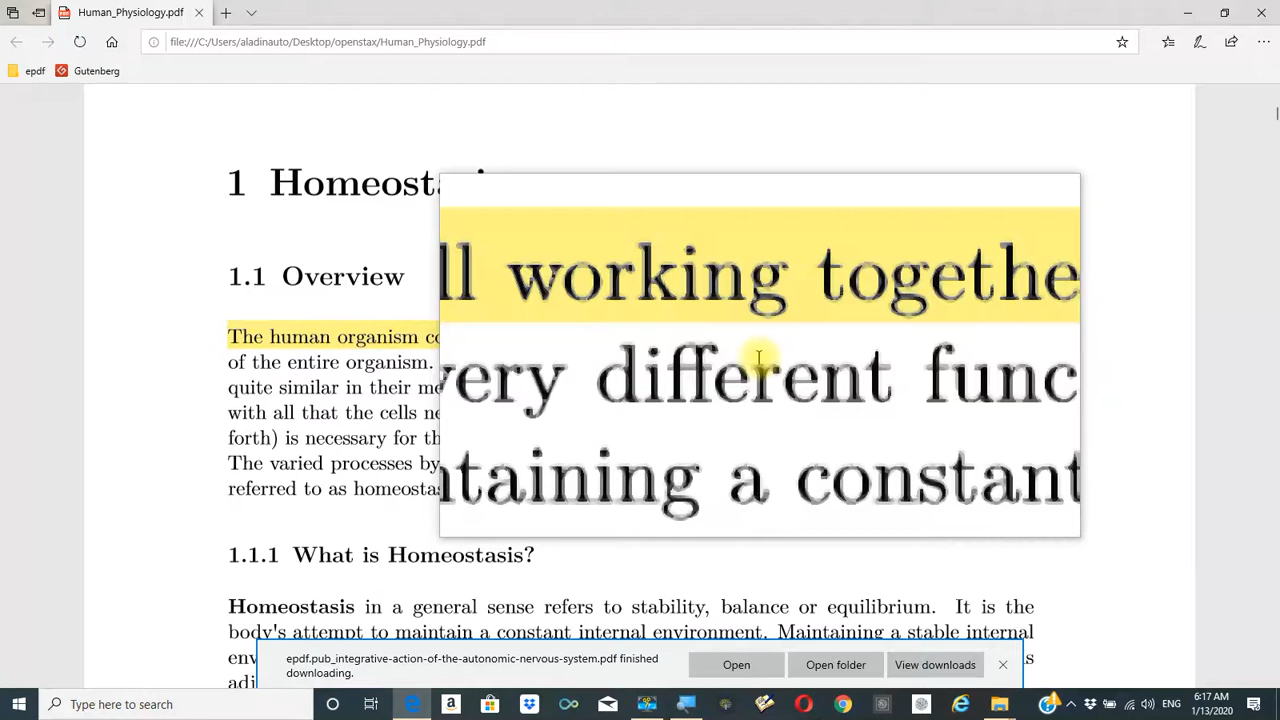 Human_Physiology.pdf
file:///C:/Users/aladinauto/Desktop/openstax/Human_Physiology.pdf
epdf Gutenberg
1 Homeosta
1.1 Overview
The human organism co
of the entire organism.
quite similar in their me
with all that the cells ne
forth) is necessary for th
The varied processes by
referred to as homeosta
ll working togethe
very different func
ntaining a constant
1.1.1 What is Homeostasis?
Homeostasis in a general sense refers to stability, balance or equilibrium. It is the
body's attempt to maintain a constant internal environment. Maintaining a stable internal
env
adj
epdf.pub_integrative-action-of-the-autonomic-nervous-system.pdf finished
downloading.
Open Open folder View downloads
Type here to search
6:17 AM
1/13/2020